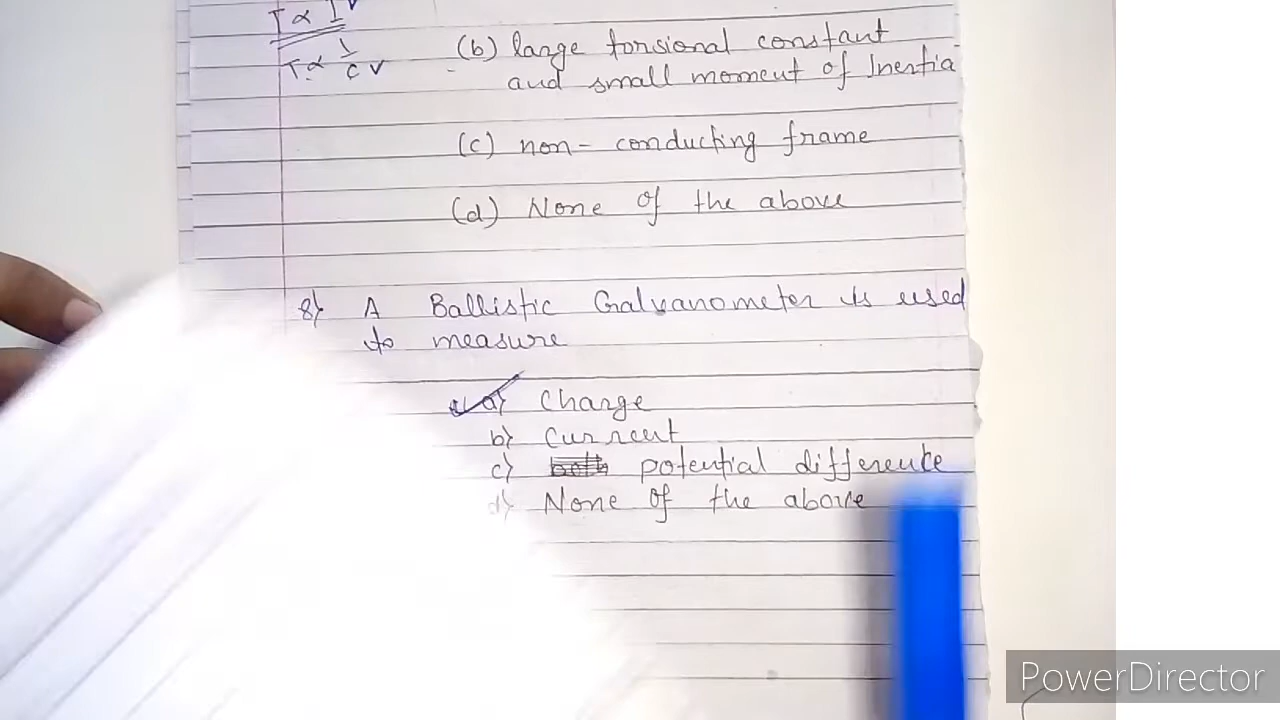 T ∝ I ✓
T ∝ 1/C ✓
(b) large torsional constant
and small moment of Inertia
(c) non- conducting frame
(d) None of the above
8) A Ballistic Galvanometer is used
to measure
a) Charge
b) Current
c) potential difference
d) None of the above
PowerDirector